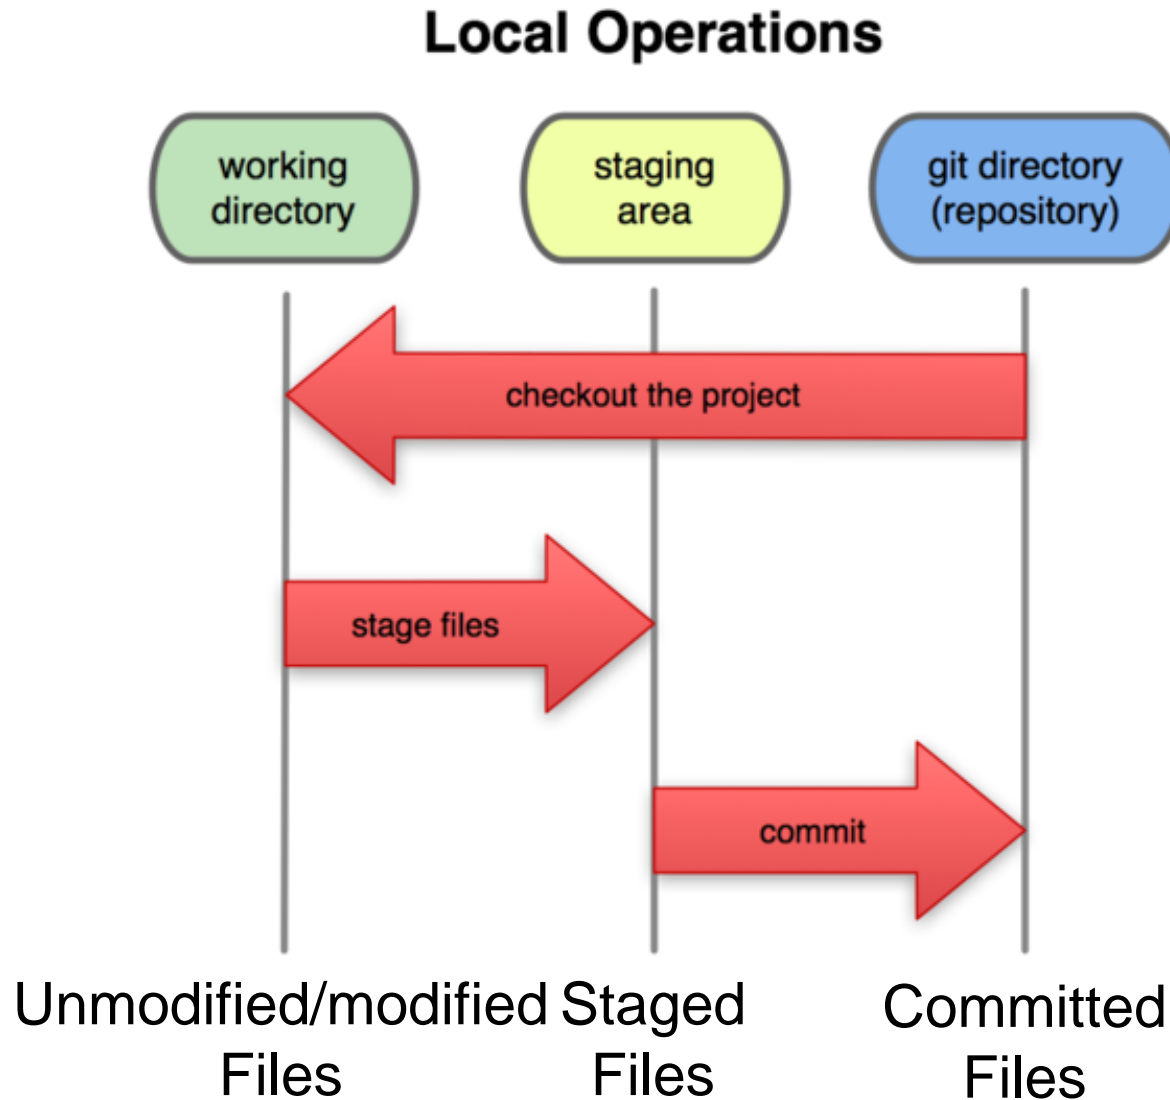 Local Operations
working
directory
staging
area
git directory
(repository)
checkout the project
stage files
commit
Unmodified/modified
Files
Staged
Files
Committed
Files